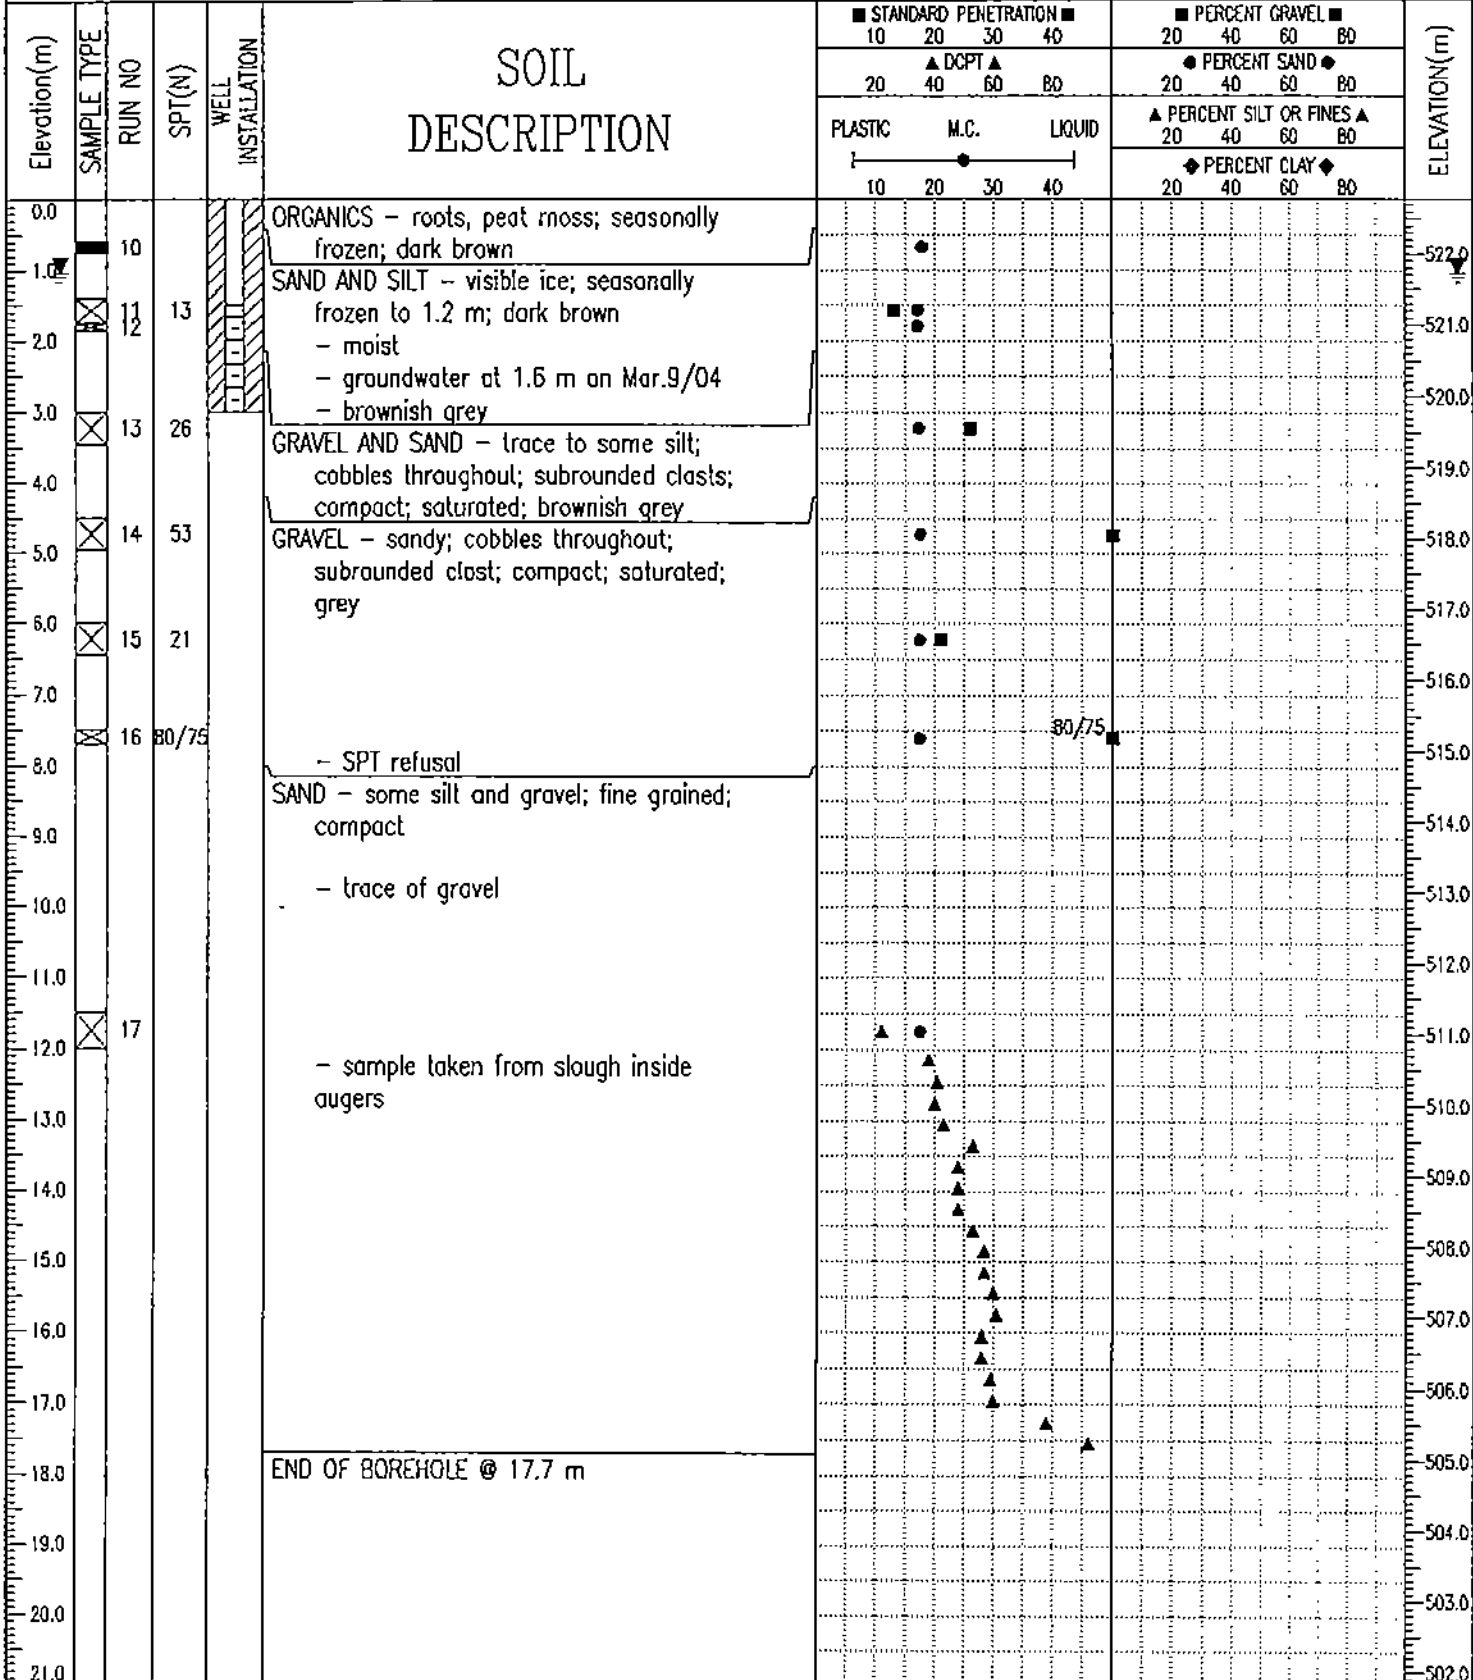 Elevation(m)
SAMPLE TYPE
RUN NO
SPT(N)
WELL
INSTALLATION
SOIL
DESCRIPTION
■ STANDARD PENETRATION ■
10 20 30 40
▲ DCPT ▲
20 40 60 80
PLASTIC M.C. LIQUID
10 20 30 40
■ PERCENT GRAVEL ■
20 40 60 80
● PERCENT SAND ●
20 40 60 80
▲ PERCENT SILT OR FINES ▲
20 40 60 80
◆ PERCENT CLAY ◆
20 40 60 80
ELEVATION(m)
0.0
ORGANICS – roots, peat moss; seasonally
10
frozen; dark brown
522.0
1.0
SAND AND SILT – visible ice; seasonally
11 13
frozen to 1.2 m; dark brown
12
521.0
2.0
– moist
– groundwater at 1.6 m on Mar.9/04
520.0
3.0
– brownish grey
13 26
GRAVEL AND SAND – trace to some silt;
519.0
cobbles throughout; subrounded clasts;
4.0
compact; saturated; brownish grey
14 53
GRAVEL – sandy; cobbles throughout;
518.0
5.0
subrounded clast; compact; saturated;
grey
517.0
6.0
15 21
516.0
7.0
16 80/75
80/75
515.0
– SPT refusal
8.0
SAND – some silt and gravel; fine grained;
compact
514.0
9.0
– trace of gravel
513.0
10.0
512.0
11.0
17
511.0
12.0
– sample taken from slough inside
augers
510.0
13.0
509.0
14.0
508.0
15.0
507.0
16.0
506.0
17.0
END OF BOREHOLE @ 17.7 m
505.0
18.0
504.0
19.0
503.0
20.0
502.0
21.0